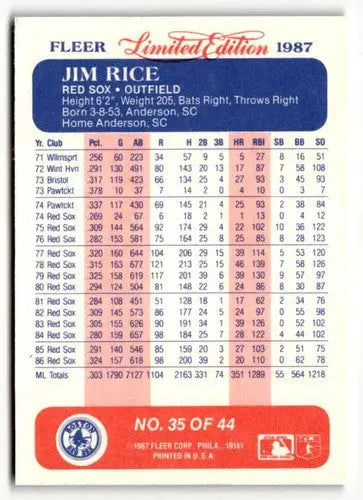 FLEER Limited Edition 1987
JIM RICE
RED SOX • OUTFIELD
Height 6'2", Weight 205, Bats Right, Throws Right
Born 3-8-53, Anderson, SC
Home Anderson, SC
Yr. Club Pct. G AB R H 2B 3B HR RBI SB BB SO
71 Wllmsprt .256 60 223 34 57 9 5 5 27 8 16 51
72 Wint Hvn .291 130 491 80 143 20 13 17 87 7 58 108
73 Bristol .317 119 423 66 134 25 4 27 93 3 45 93
73 Pawtckt .378 10 37 7 14 2 0 4 10 0 3 7
74 Pawtckt .337 117 430 69 145 21 4 25 93 2 38 84
74 Red Sox .269 24 67 6 18 2 1 1 13 0 4 12
75 Red Sox .309 144 564 92 174 29 4 22 102 10 36 122
76 Red Sox .282 153 581 75 164 25 8 25 85 8 28 123
77 Red Sox .320 160 644 104 206 29 15 39 114 5 53 120
78 Red Sox .315 163 677 121 213 25 15 46 139 7 58 126
79 Red Sox .325 158 619 117 201 39 6 39 130 9 57 97
80 Red Sox .294 124 504 81 148 22 6 24 86 8 30 87
81 Red Sox .284 108 451 51 128 18 1 17 62 2 34 76
82 Red Sox .309 145 573 86 177 24 5 24 97 0 55 98
83 Red Sox .305 155 626 90 191 34 1 39 126 0 52 102
84 Red Sox .280 159 657 98 184 25 7 28 122 4 44 102
85 Red Sox .291 140 546 85 159 20 3 27 103 2 51 75
86 Red Sox .324 157 618 98 200 39 2 20 110 0 62 78
ML Totals .303 1790 7127 1104 2163 331 74 351 1289 55 564 1218
BOSTON
RED SOX
NO. 35 OF 44
©1987 FLEER CORP., PHILA., 19141
PRINTED IN U.S.A.